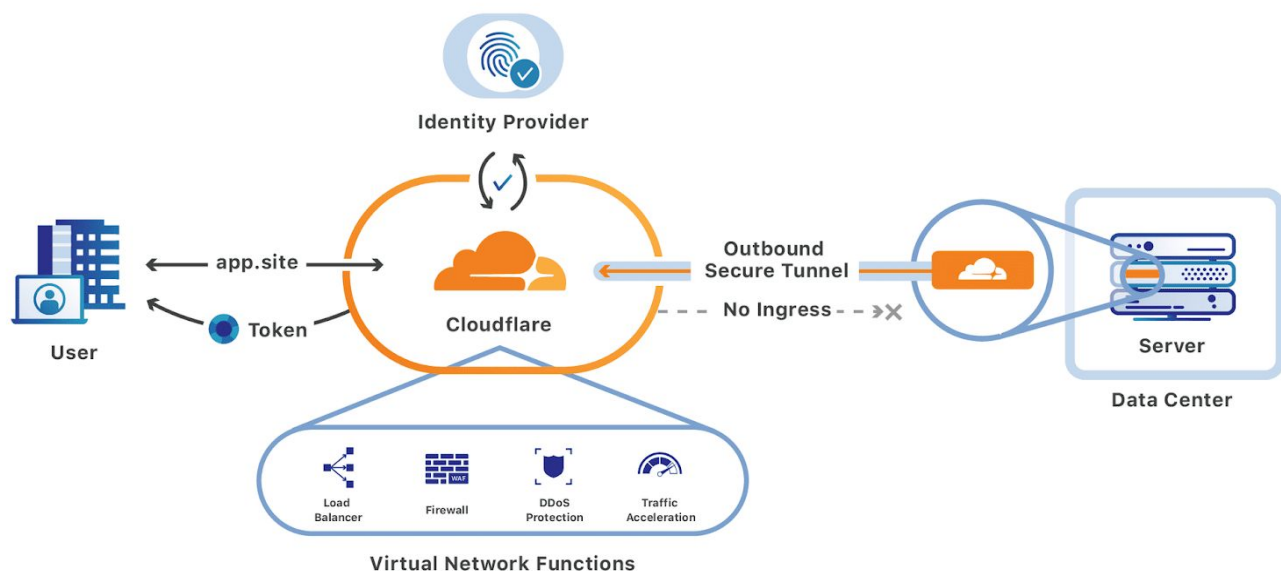 Identity Provider
app.site
Token
User
Cloudflare
Outbound
Secure Tunnel
No Ingress
Server
Data Center
Load
Balancer
WAF
Firewall
DDoS
Protection
Traffic
Acceleration
Virtual Network Functions